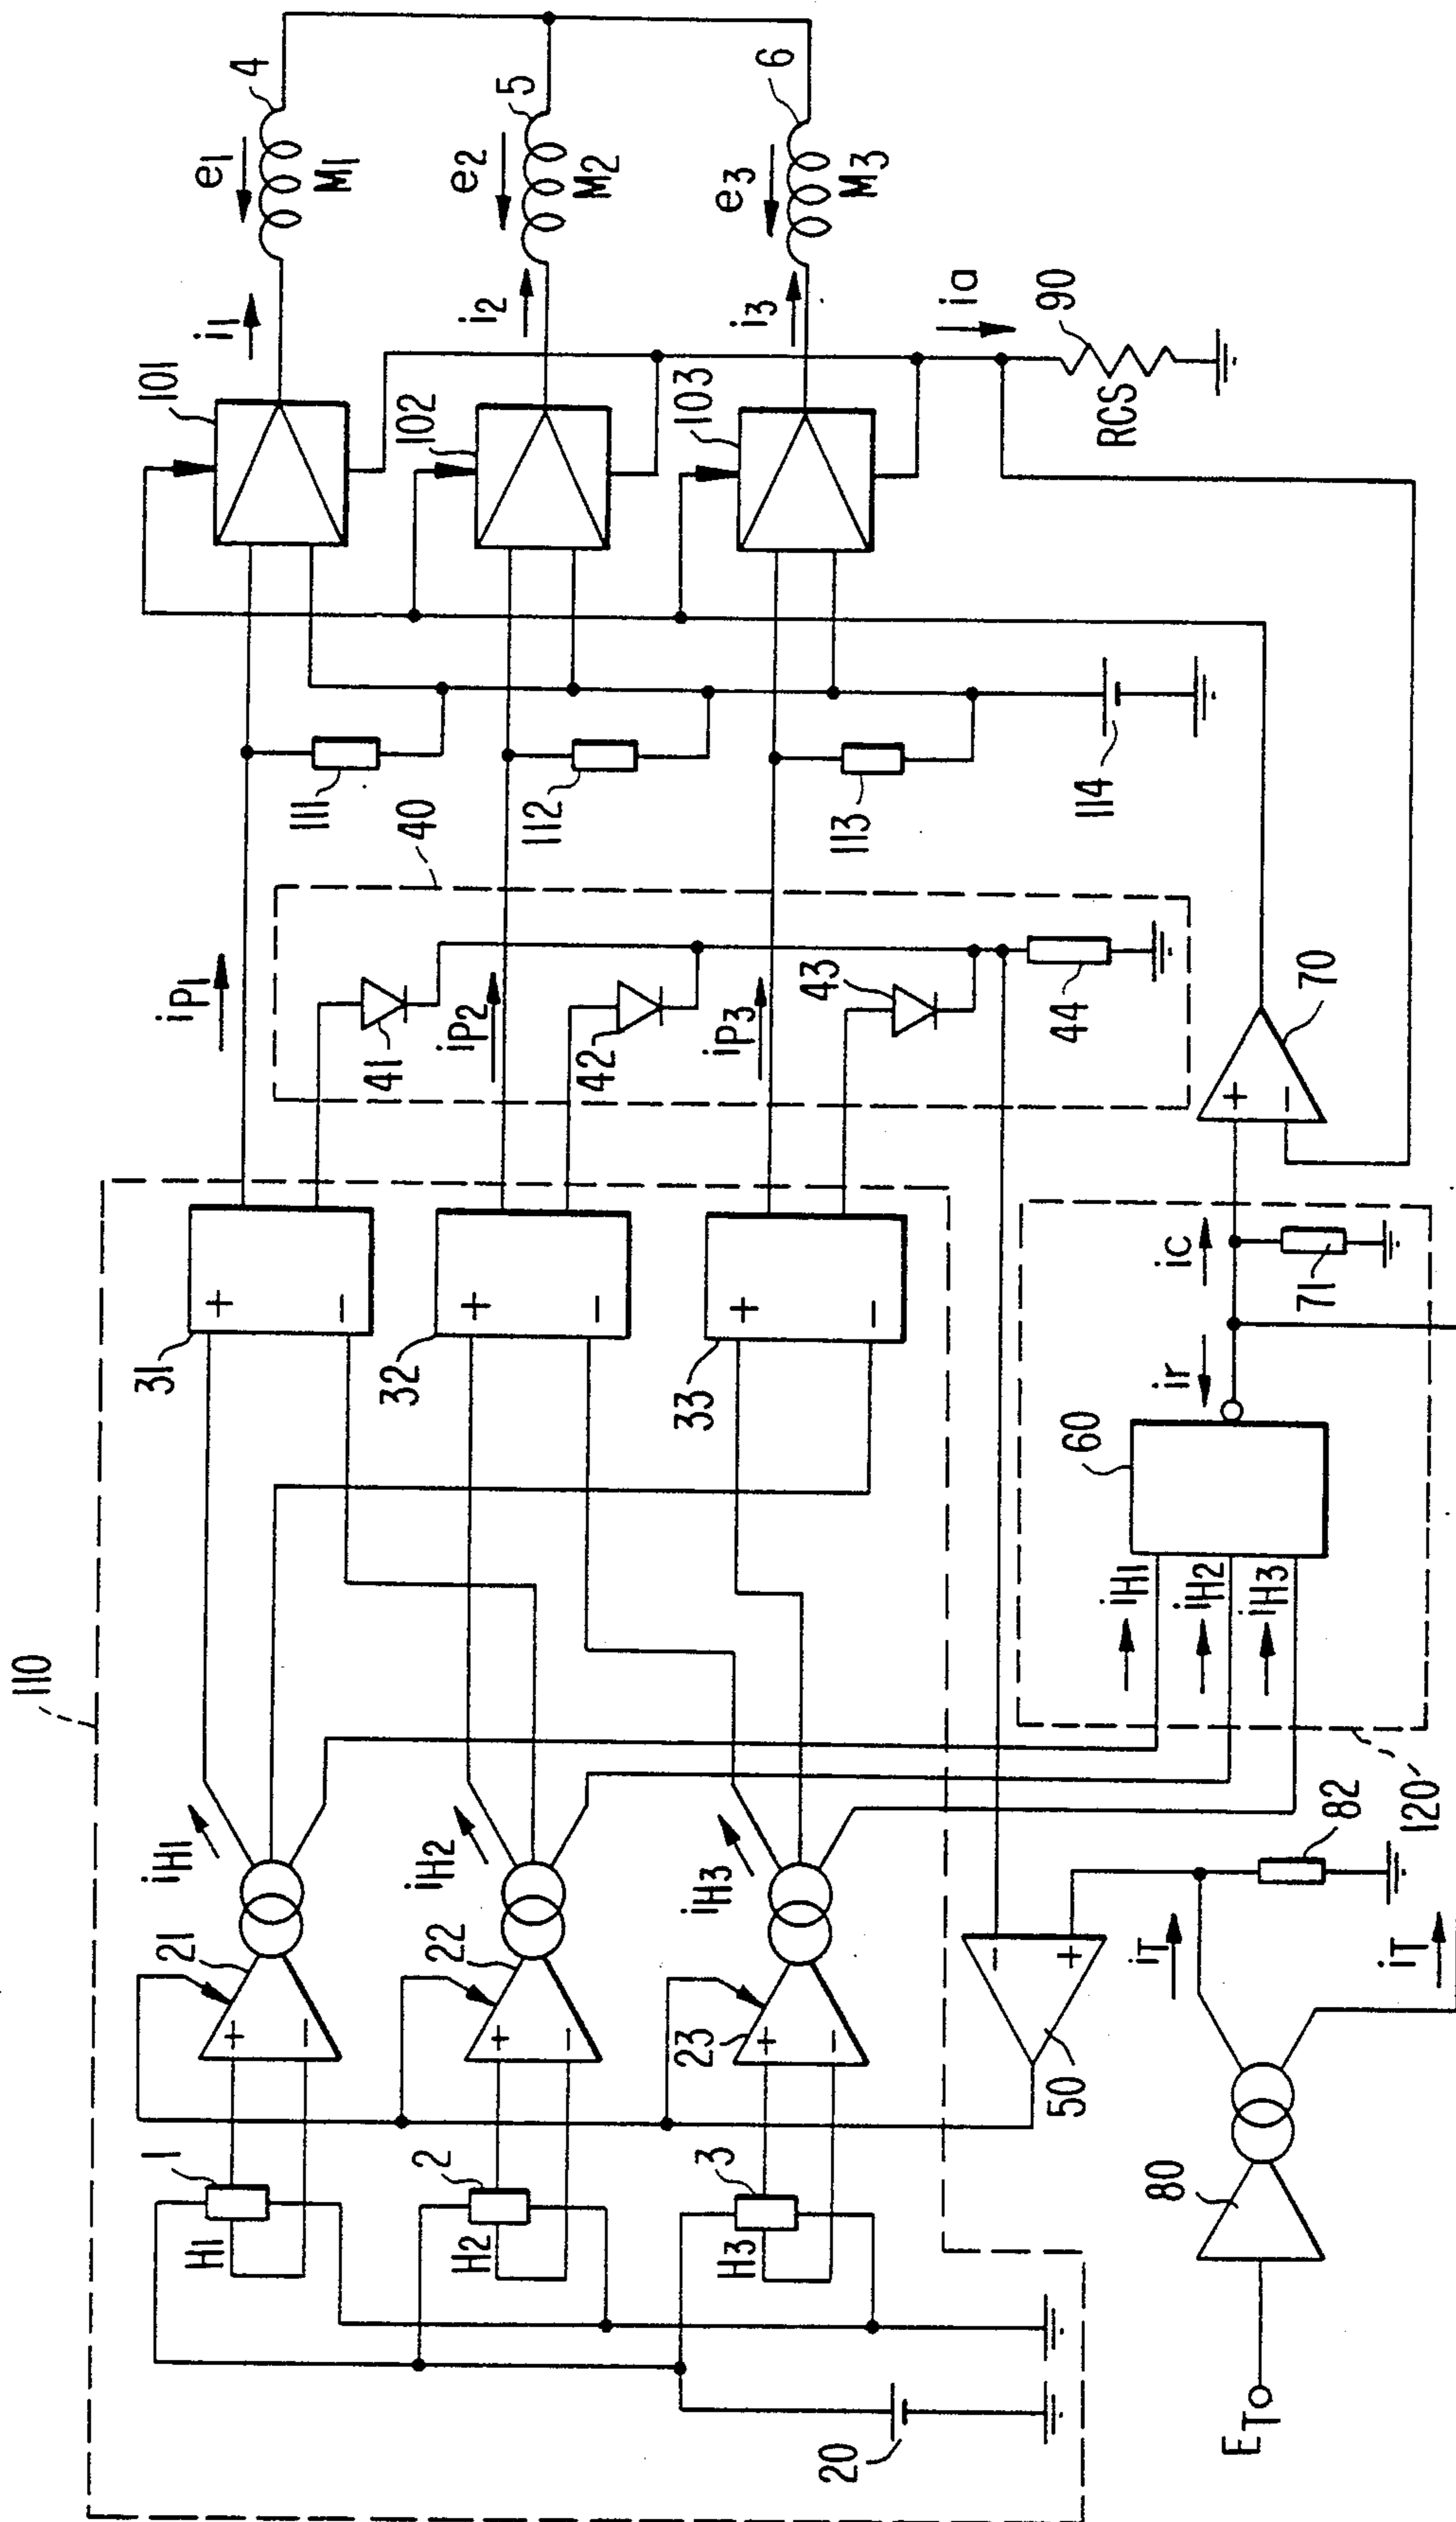 110
1
H1
2
H2
3
H3
20
21
+
−
iH1
22
+
−
iH2
23
+
−
iH3
31
+
−
32
+
−
33
+
−
iP1
iP2
iP3
40
41
42
43
44
111
112
113
114
101
102
103
i1
i2
i3
e1
M1
4
e2
M2
5
e3
M3
6
ia
90
RCS
50
−
+
ET
80
iT
iT
82
120
iH1
iH2
iH3
60
ir
ic
71
70
+
−